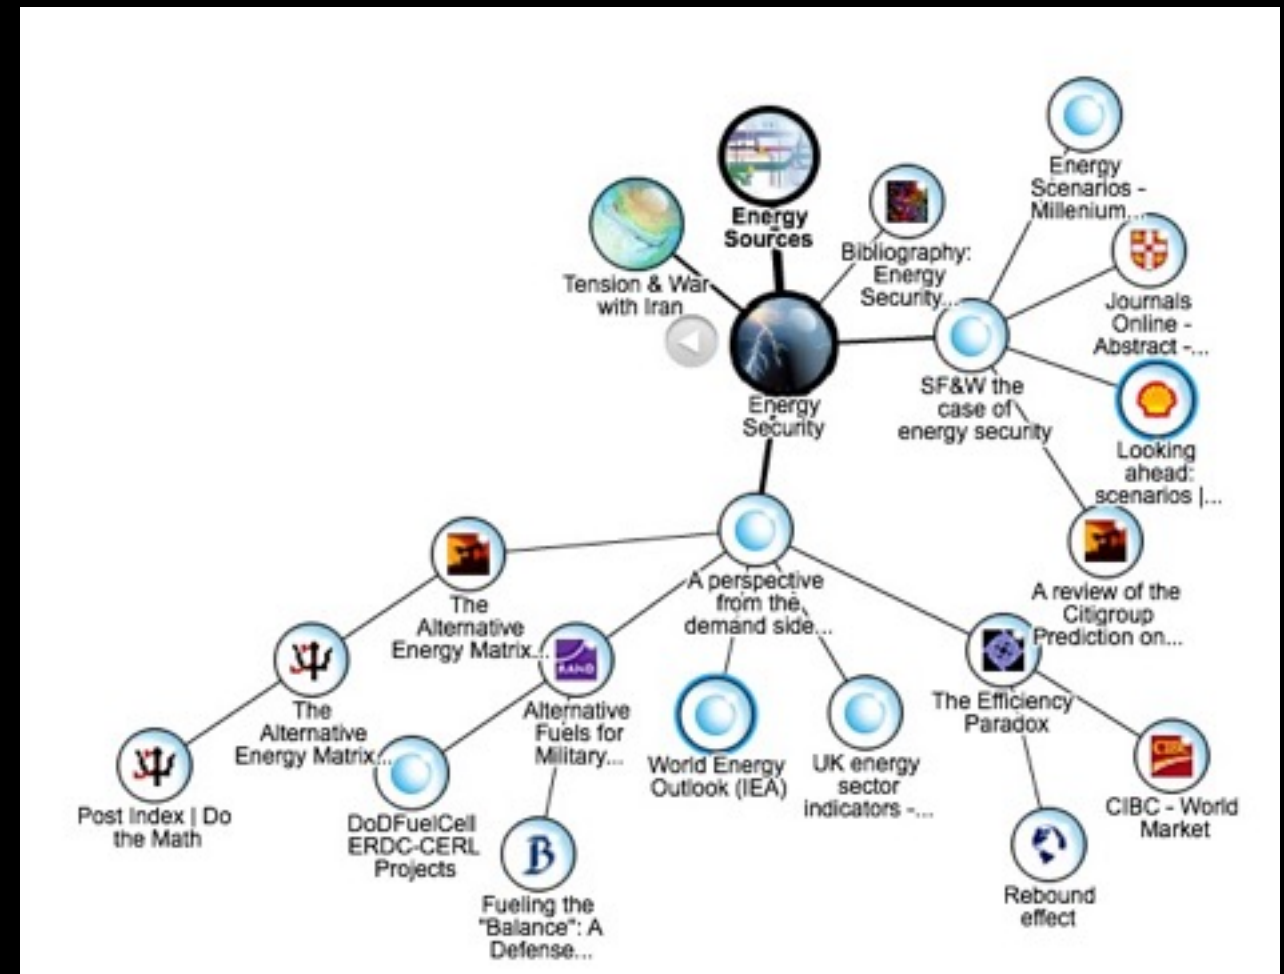 Energy
Scenarios -
Millenium...
Energy
Sources
Bibliography:
Energy
Security...
Tension & War
with Iran
Journals
Online -
Abstract -...
Energy
Security
SF&W the
case of
energy security
Looking
ahead:
scenarios |...
A perspective
from the
demand side...
A review of the
Citigroup
Prediction on...
The
Alternative
Energy Matrix...
RAND
The
Alternative
Energy Matrix...
Alternative
Fuels for
Military...
The Efficiency
Paradox
World Energy
Outlook (IEA)
UK energy
sector
indicators -...
CIBC
CIBC - World
Market
Post Index | Do
the Math
DoDFuelCell
ERDC-CERL
Projects
B
Fueling the
"Balance": A
Defense...
Rebound
effect